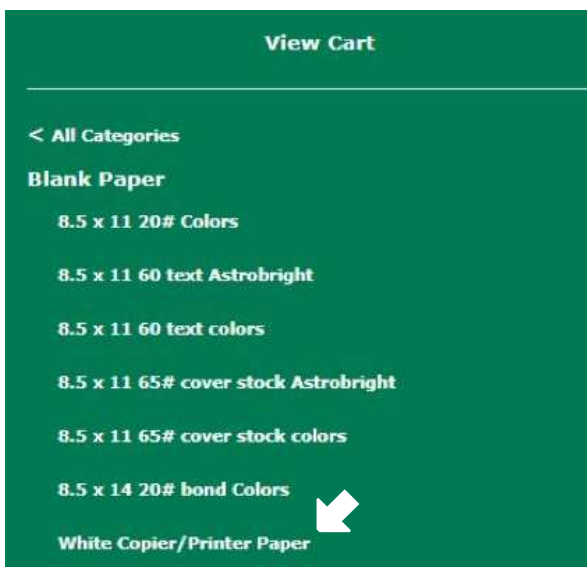 View Cart
< All Categories
Blank Paper
8.5 x 11 20# Colors
8.5 x 11 60 text Astrobright
8.5 x 11 60 text colors
8.5 x 11 65# cover stock Astrobright
8.5 x 11 65# cover stock colors
8.5 x 14 20# bond Colors
White Copier/Printer Paper